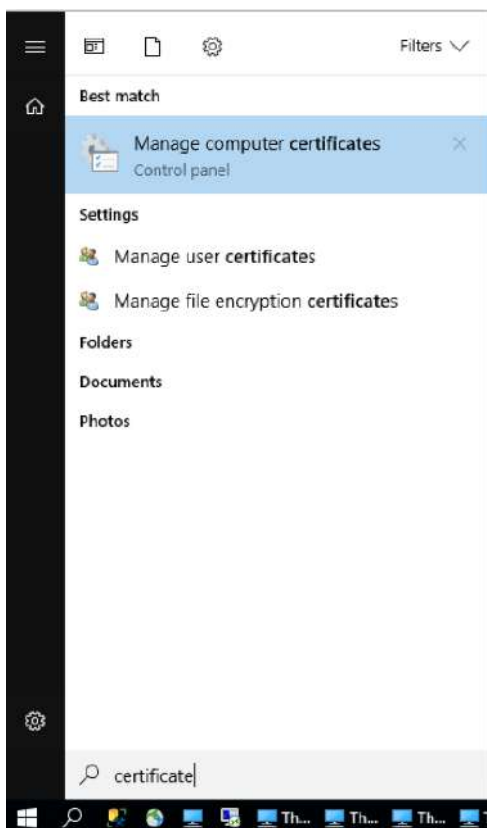 Filters
Best match
Manage computer certificates
Control panel
Settings
Manage user certificates
Manage file encryption certificates
Folders
Documents
Photos
certificate
Th... Th... Th...